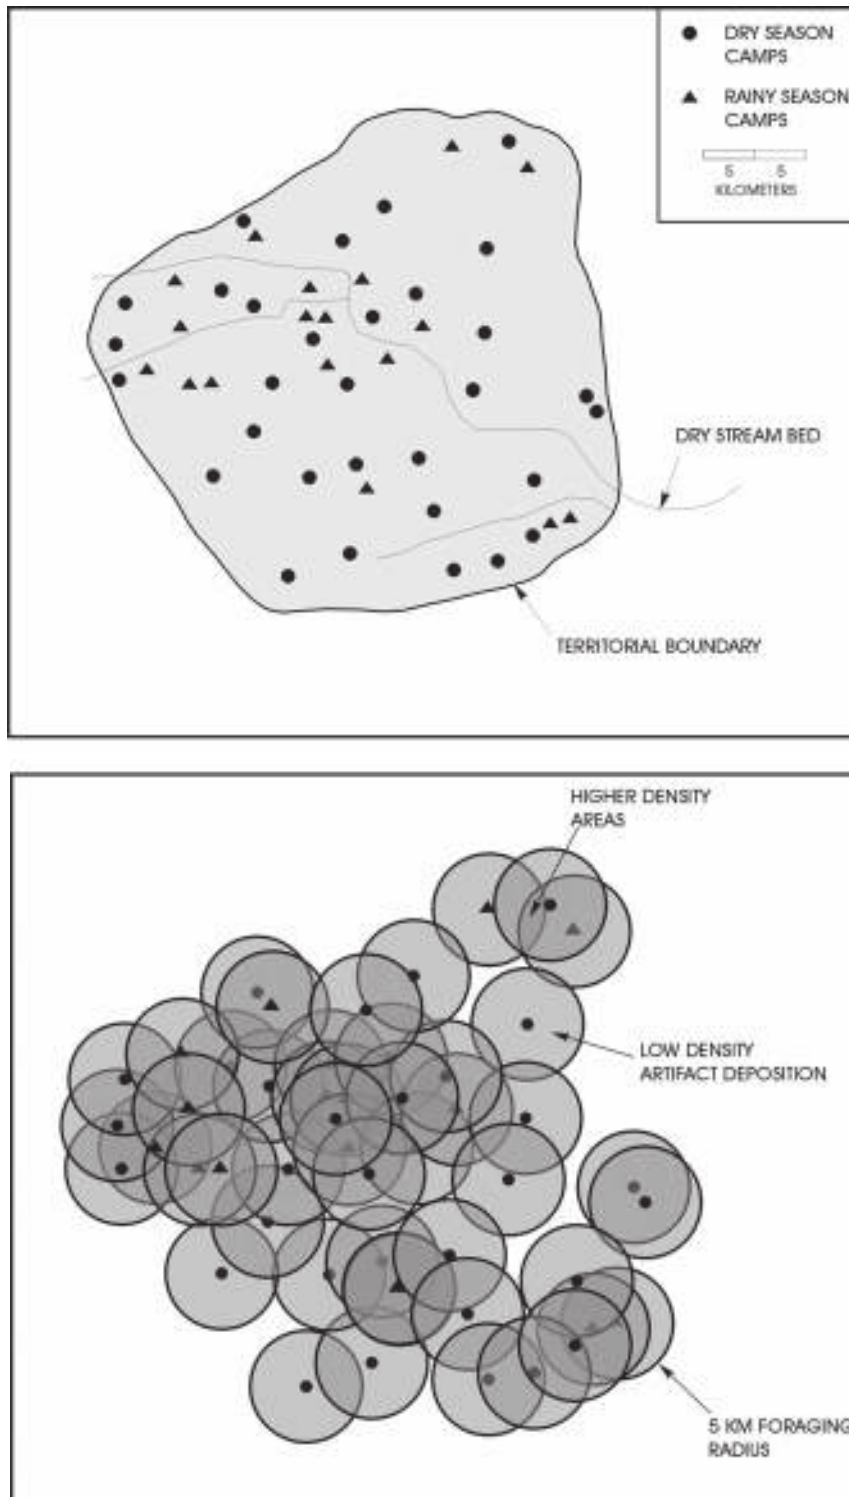 DRY SEASON
CAMPS
RAINY SEASON
CAMPS
5 5
KILOMETERS
DRY STREAM BED
TERRITORIAL BOUNDARY
HIGHER DENSITY
AREAS
LOW DENSITY
ARTIFACT DEPOSITION
5 KM FORAGING
RADIUS